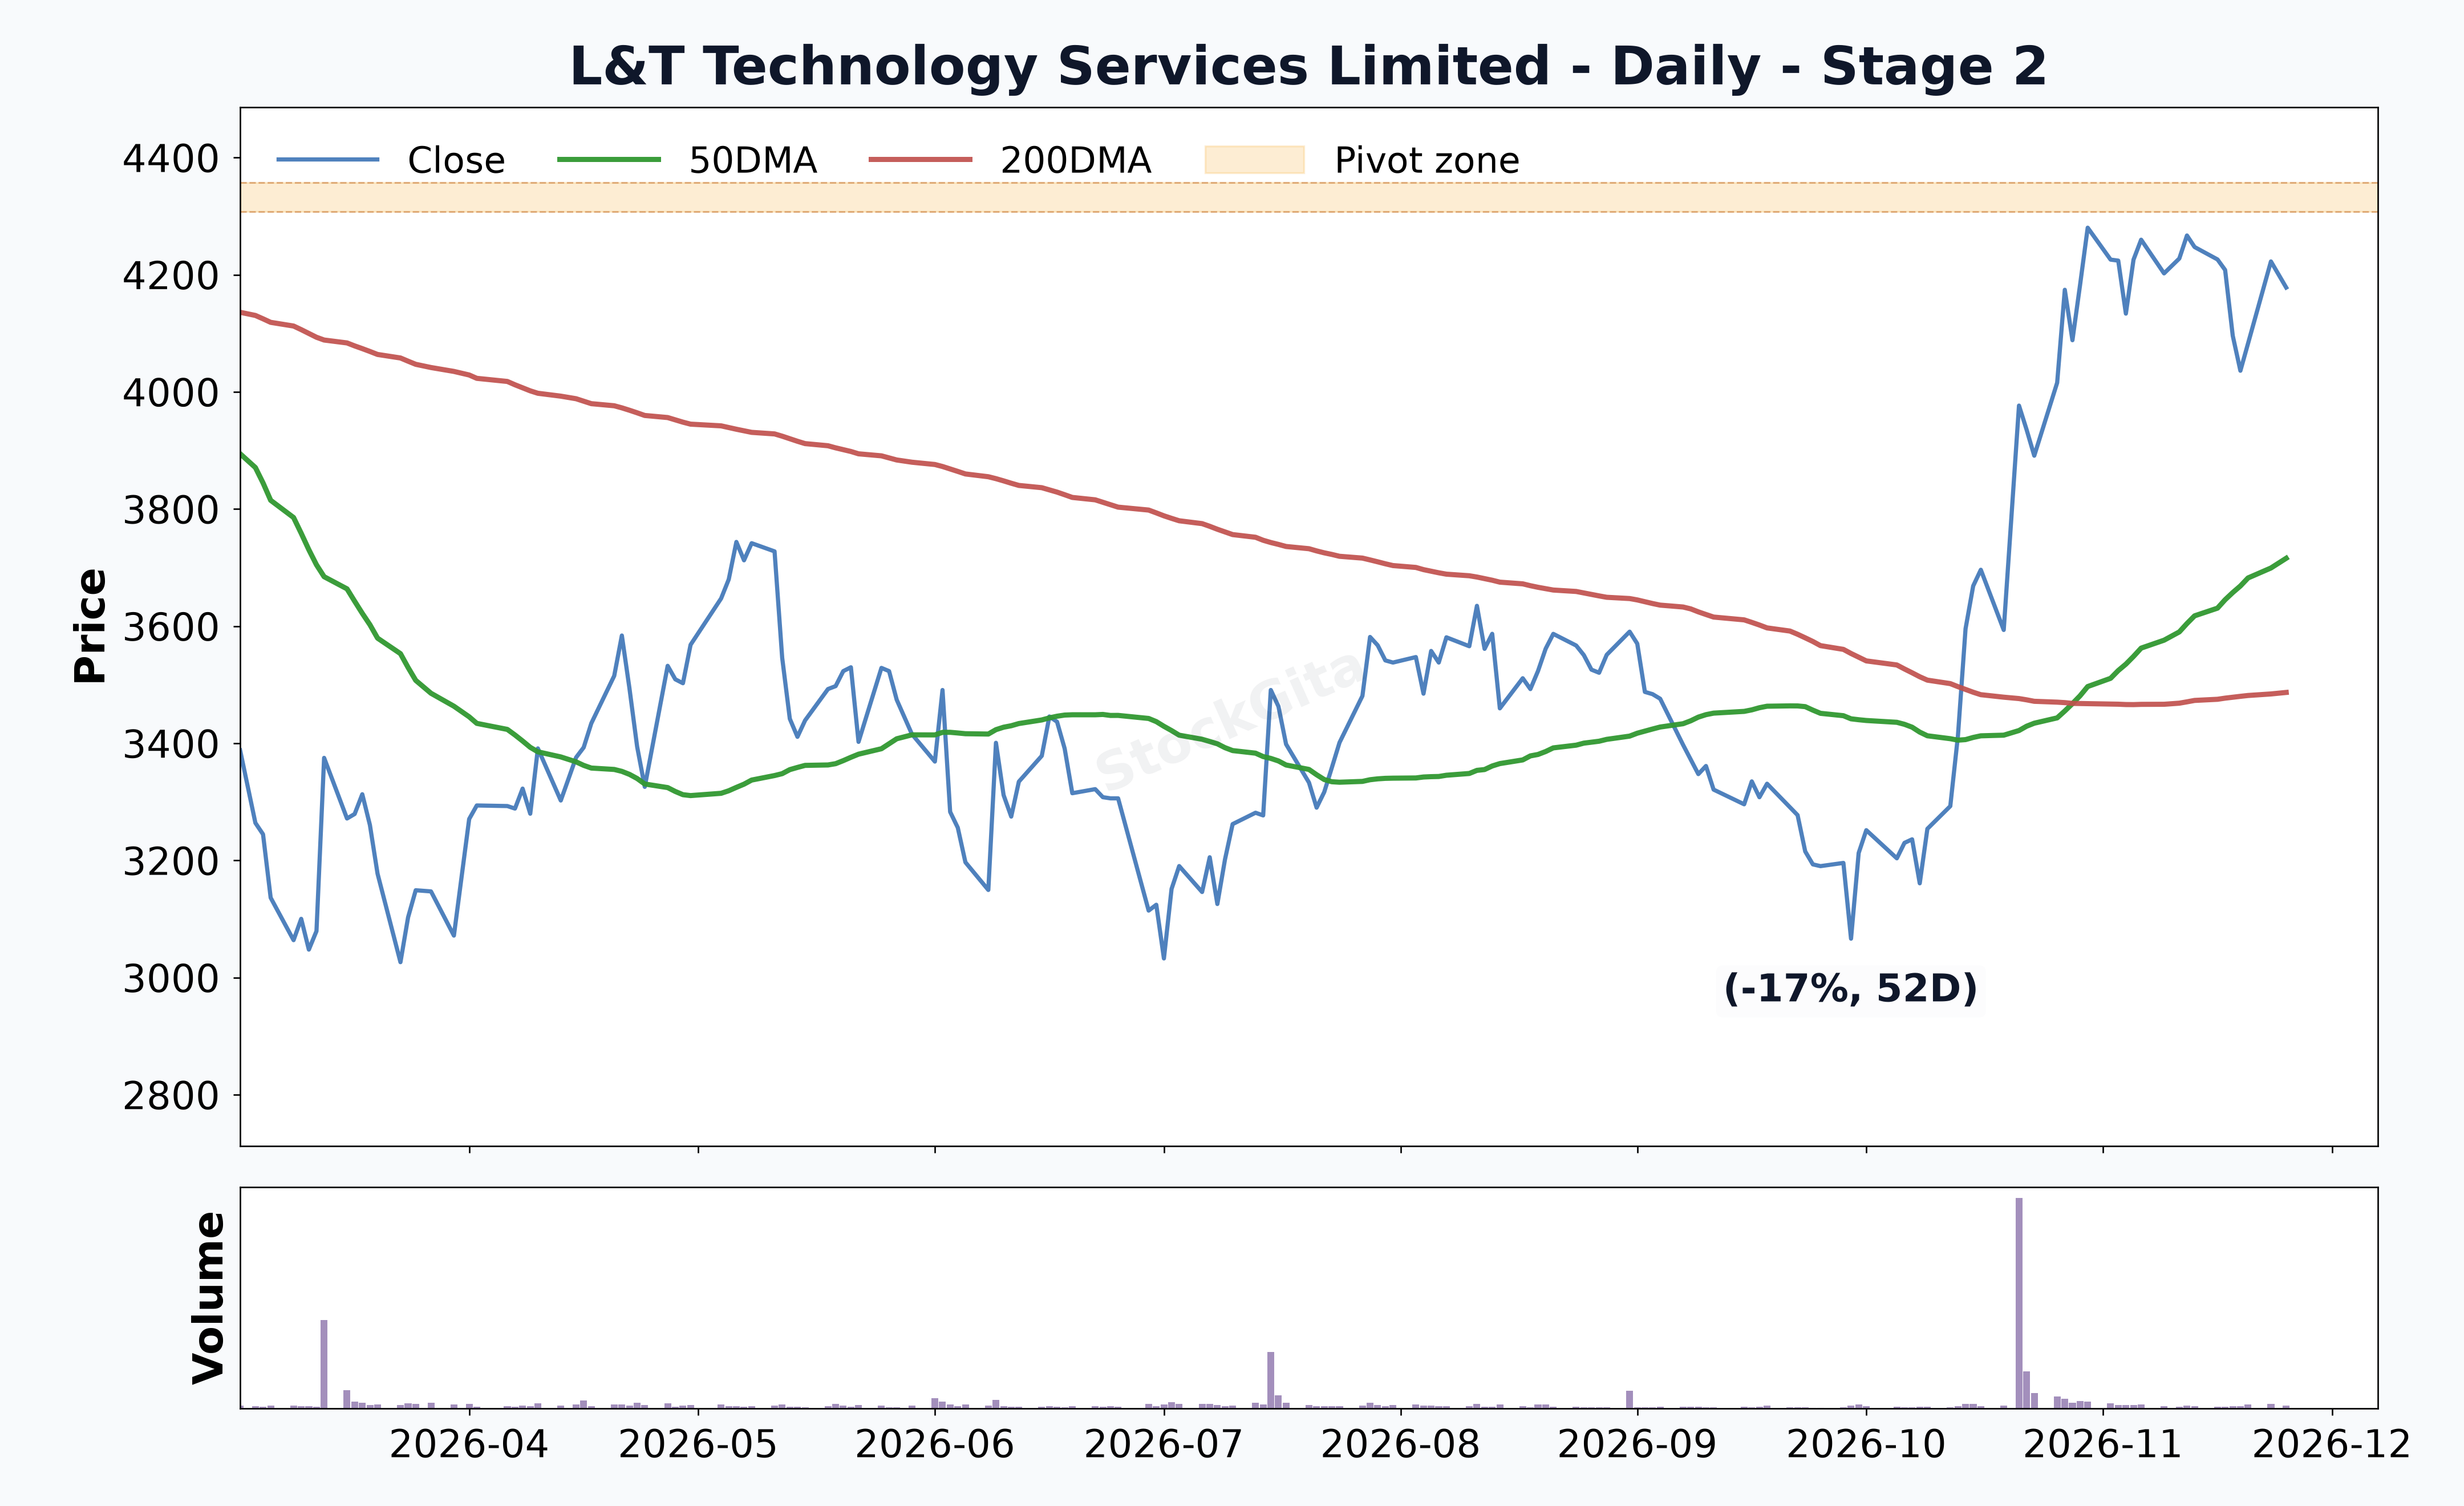 L&T Technology Services Limited - Daily - Stage 2
Close 50DMA 200DMA Pivot zone
Price
4400
4200
4000
3800
3600
3400
3200
3000
2800
StockGita
(-17%, 52D)
Volume
2026-04 2026-05 2026-06 2026-07 2026-08 2026-09 2026-10 2026-11 2026-12